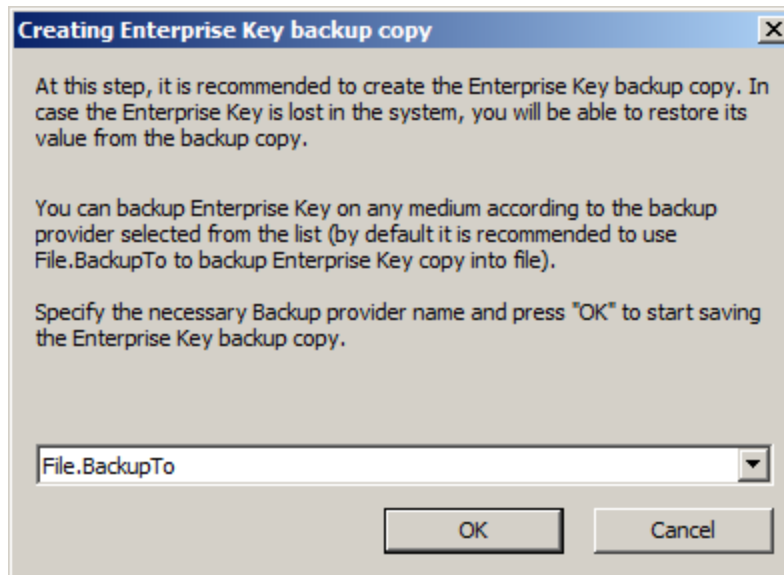 Creating Enterprise Key backup copy
At this step, it is recommended to create the Enterprise Key backup copy. In
case the Enterprise Key is lost in the system, you will be able to restore its
value from the backup copy.
You can backup Enterprise Key on any medium according to the backup
provider selected from the list (by default it is recommended to use
File.BackupTo to backup Enterprise Key copy into file).
Specify the necessary Backup provider name and press "OK" to start saving
the Enterprise Key backup copy.
File.BackupTo
OK
Cancel